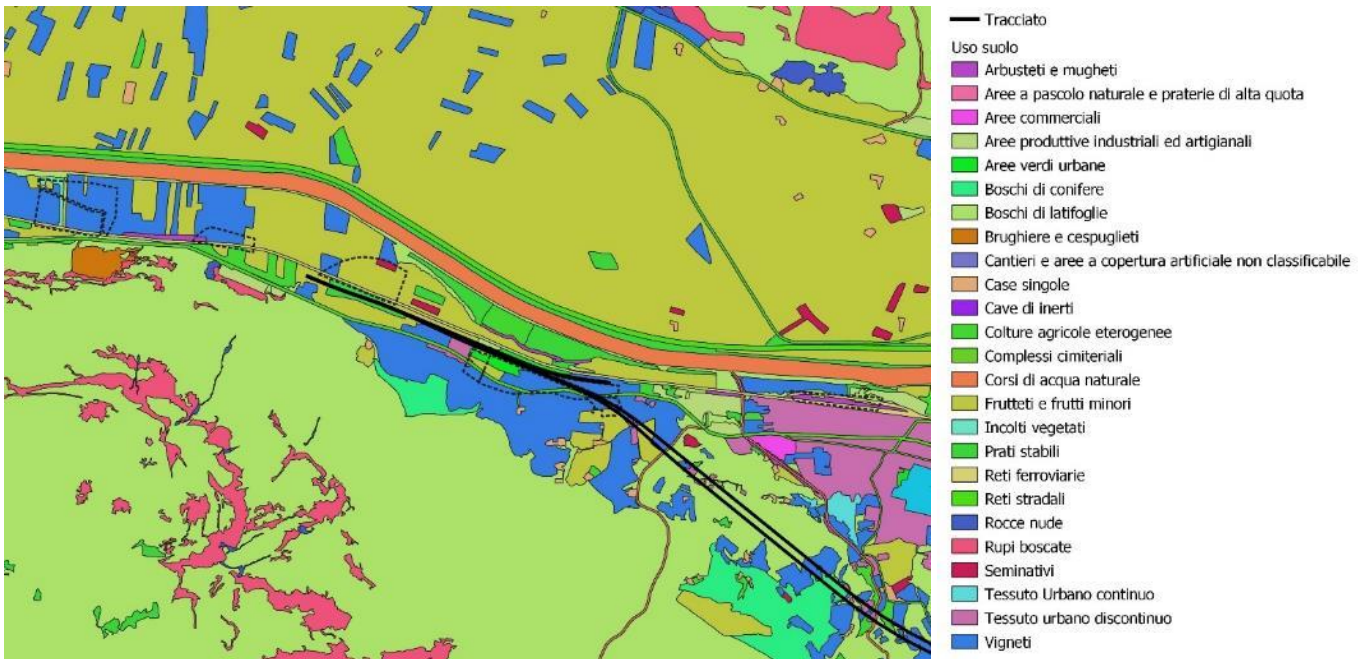 Tracciato
Uso suolo
Arbusteti e mugheti
Aree a pascolo naturale e praterie di alta quota
Aree commerciali
Aree produttive industriali ed artigianali
Aree verdi urbane
Boschi di conifere
Boschi di latifoglie
Brughiere e cespuglieti
Cantieri e aree a copertura artificiale non classificabile
Case singole
Cave di inerti
Colture agricole eterogenee
Complessi cimiteriali
Corsi di acqua naturale
Frutteti e frutti minori
Incolti vegetati
Prati stabili
Reti ferroviarie
Reti stradali
Rocce nude
Rupi boscate
Seminativi
Tessuto Urbano continuo
Tessuto urbano discontinuo
Vigneti